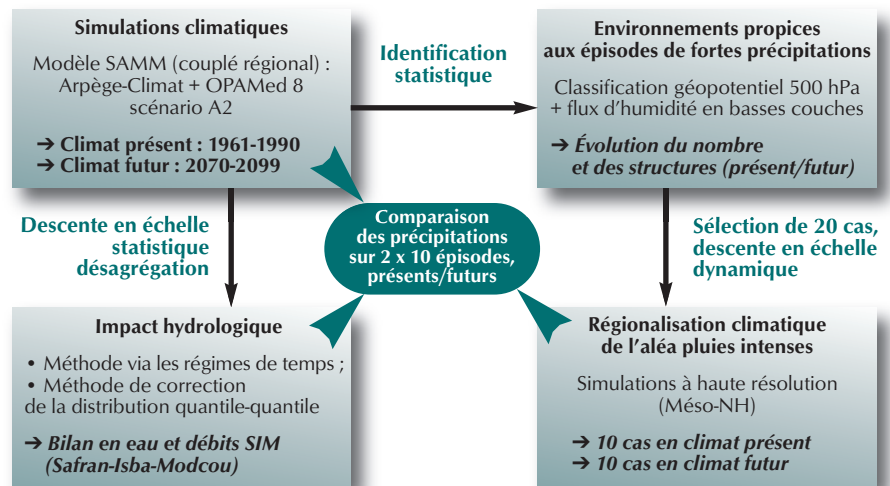 Simulations climatiques
Modèle SAMM (couplé régional) :
Arpège-Climat + OPAMed 8
scénario A2
➔ Climat présent : 1961-1990
➔ Climat futur : 2070-2099
Identification
statistique
Environnements propices
aux épisodes de fortes précipitations
Classification géopotentiel 500 hPa
+ flux d'humidité en basses couches
➔ Évolution du nombre
et des structures (présent/futur)
Descente en échelle
statistique
désagrégation
Comparaison
des précipitations
sur 2 x 10 épisodes,
présents/futurs
Sélection de 20 cas,
descente en échelle
dynamique
Impact hydrologique
• Méthode via les régimes de temps ;
• Méthode de correction
de la distribution quantile-quantile
➔ Bilan en eau et débits SIM
(Safran-Isba-Modcou)
Régionalisation climatique
de l'aléa pluies intenses
Simulations à haute résolution
(Méso-NH)
➔ 10 cas en climat présent
➔ 10 cas en climat futur